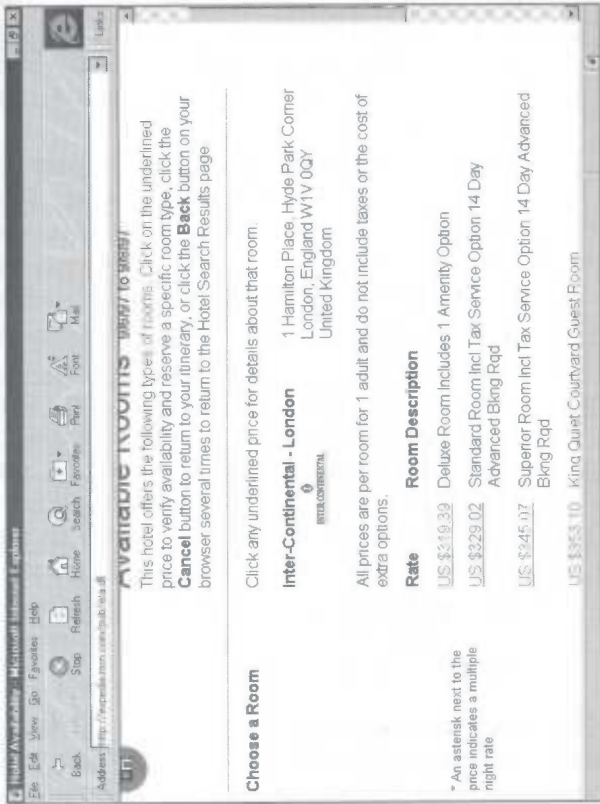 Hotel Availability - Microsoft Internet Explorer
File Edit View Go Favorites Help
Back Stop Refresh Home Search Favorites Print Font Mail
Address
Links
Available Rooms
This hotel offers the following types of rooms. Click on the underlined
price to verify availability and reserve a specific room type, click the
Cancel button to return to your itinerary, or click the Back button on your
browser several times to return to the Hotel Search Results page
Choose a Room
Click any underlined price for details about that room.
Inter-Continental - London
INTER-CONTINENTAL
1 Hamilton Place, Hyde Park Corner
London, England W1V 0QY
United Kingdom
All prices are per room for 1 adult and do not include taxes or the cost of
extra options.
Rate Room Description
* An asterisk next to the
price indicates a multiple
night rate
US $319.39 Deluxe Room Includes 1 Amenity Option
US $329.02 Standard Room Incl Tax Service Option 14 Day
Advanced Bkng Rqd
US $345.07 Superior Room Incl Tax Service Option 14 Day Advanced
Bkng Rqd
US $353.10 King Quiet Courtyard Guest Room